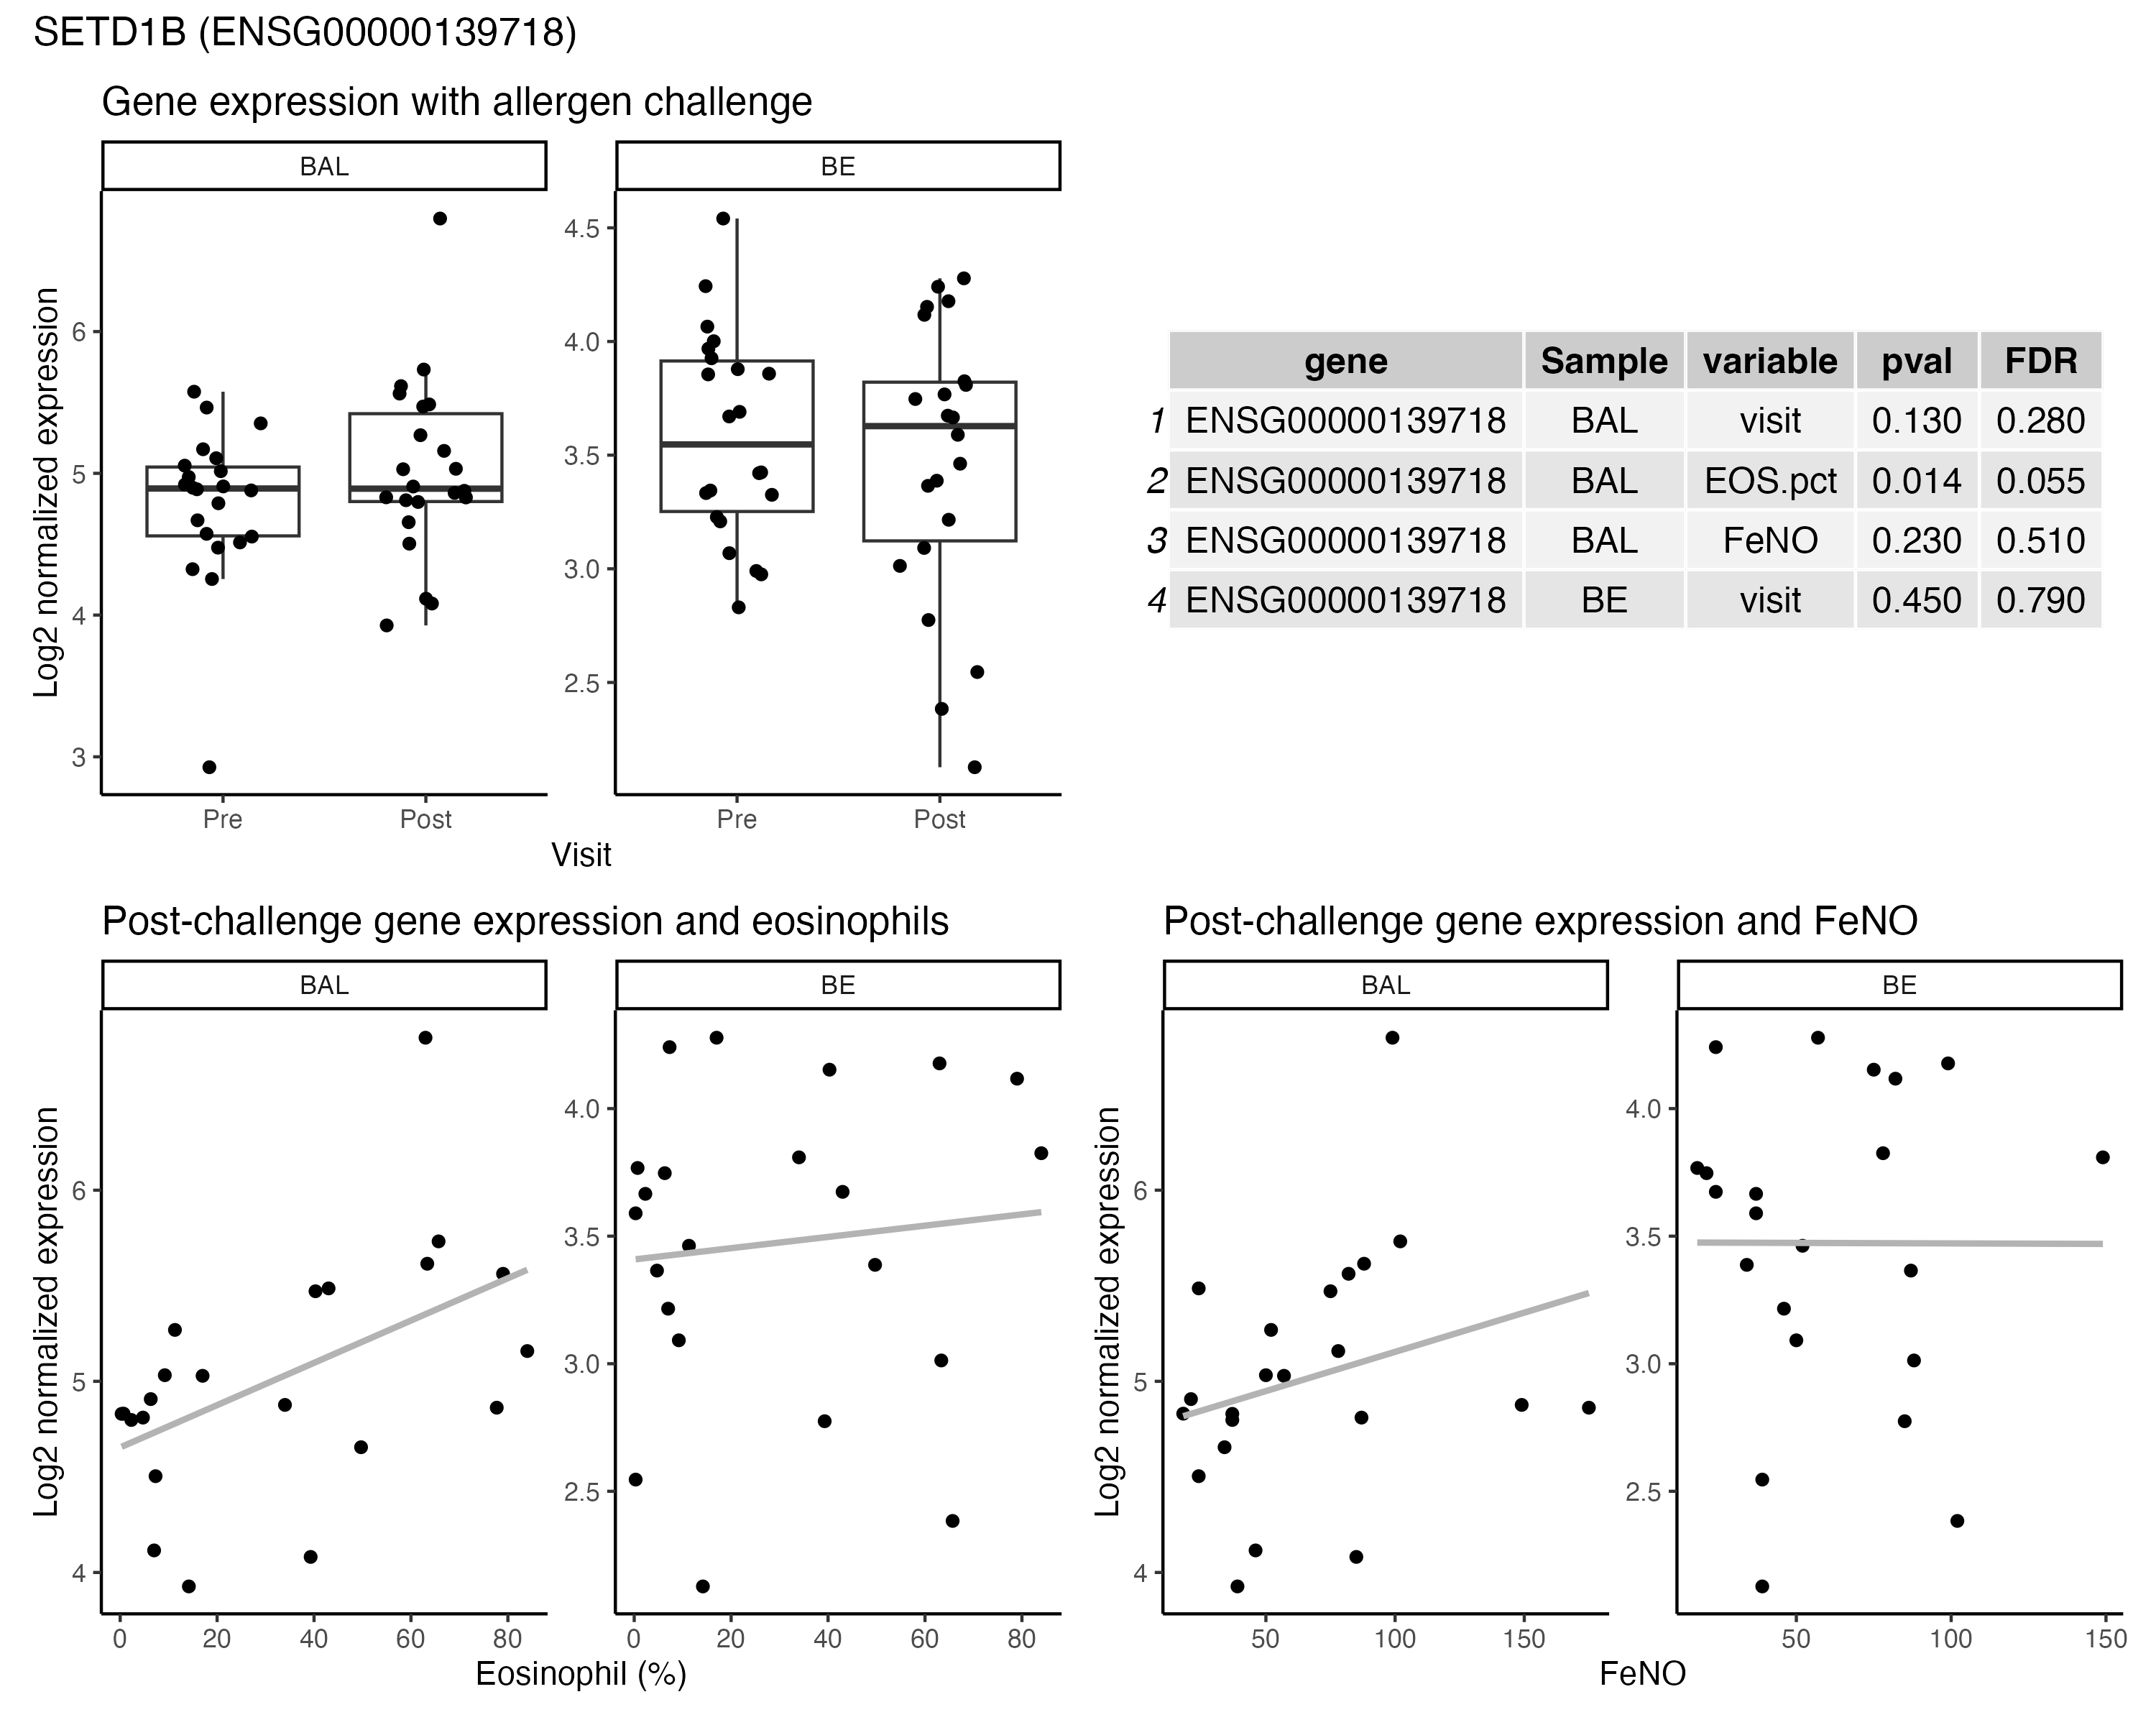 SETD1B (ENSG00000139718)
Gene expression with allergen challenge
BAL
BE
Log2 normalized expression
6
5
4
3
4.5
4.0
3.5
3.0
2.5
Pre
Post
Pre
Post
Visit
gene Sample variable pval FDR
1 ENSG00000139718 BAL visit 0.130 0.280
2 ENSG00000139718 BAL EOS.pct 0.014 0.055
3 ENSG00000139718 BAL FeNO 0.230 0.510
4 ENSG00000139718 BE visit 0.450 0.790
Post-challenge gene expression and eosinophils
BAL
BE
Log2 normalized expression
6
5
4
4.0
3.5
3.0
2.5
0 20 40 60 80
0 20 40 60 80
Eosinophil (%)
Post-challenge gene expression and FeNO
BAL
BE
Log2 normalized expression
6
5
4
4.0
3.5
3.0
2.5
50 100 150
50 100 150
FeNO